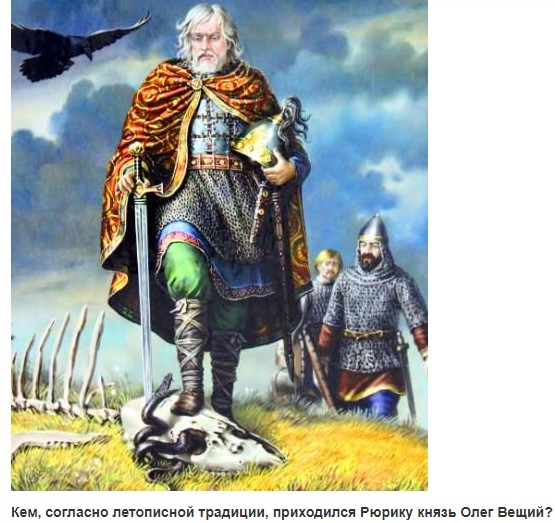 Кем, согласно летописной традиции, приходился Рюрику князь Олег Вещий?